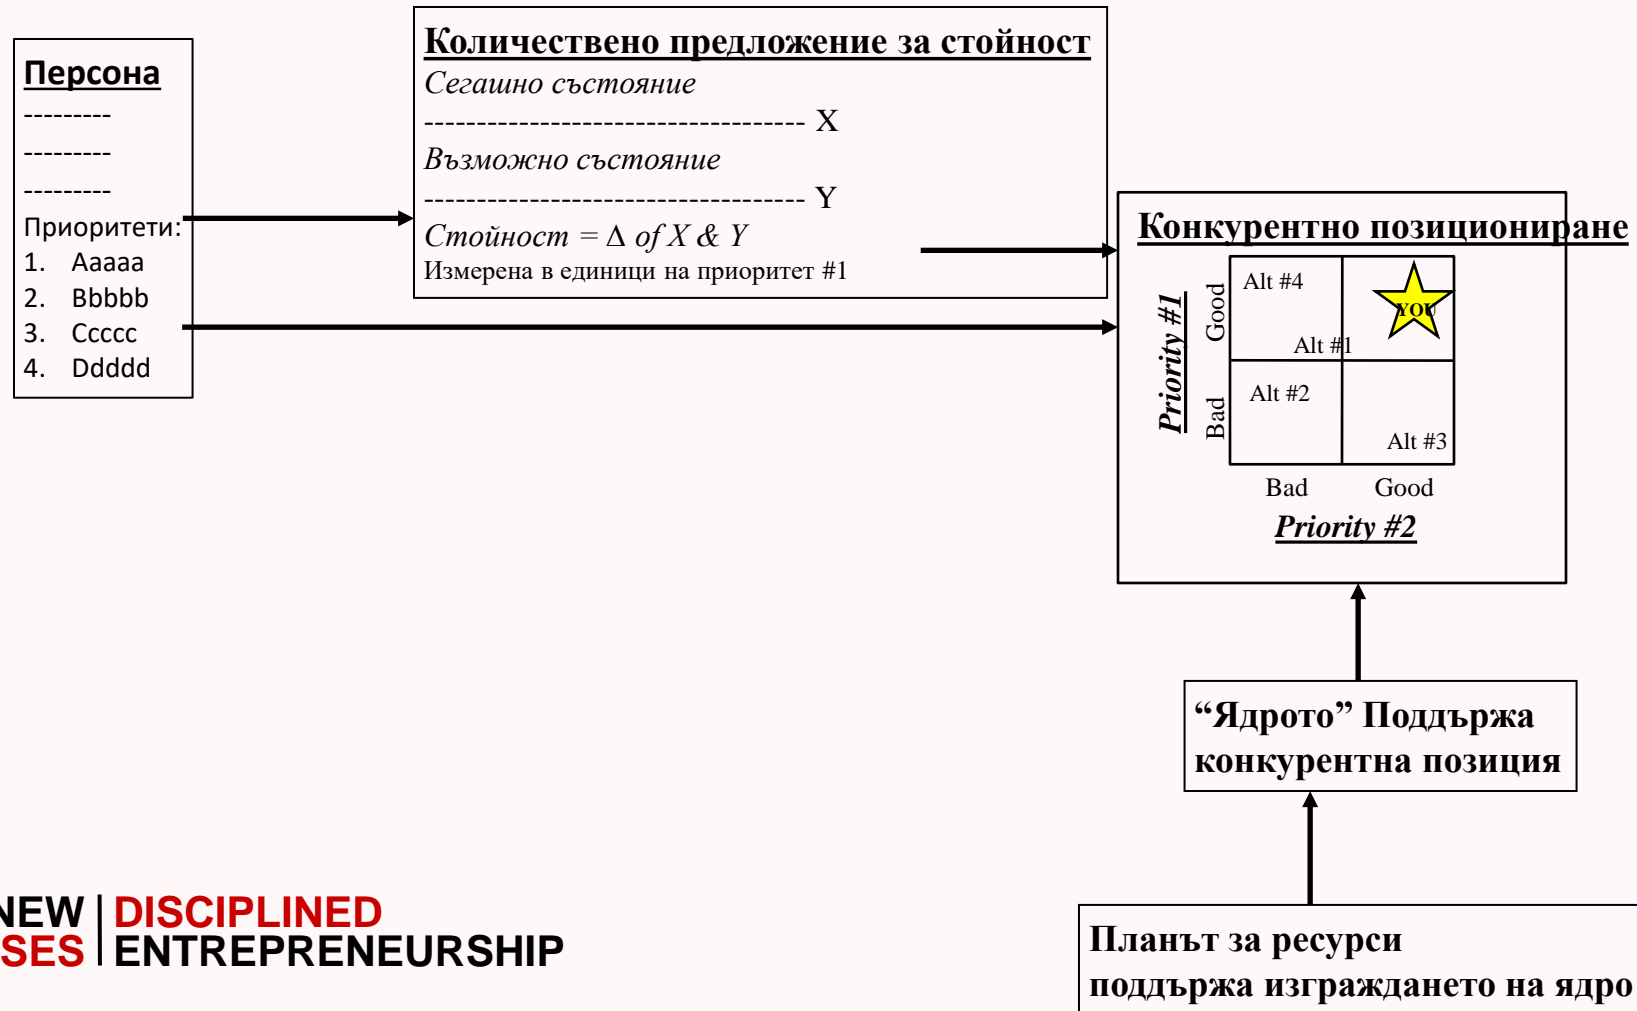 Персона
---------
---------
---------
Приоритети:
1. Aaaaa
2. Bbbbb
3. Ccccc
4. Ddddd
Количествено предложение за стойност
Сегашно състояние
------------------------------------ X
Възможно състояние
------------------------------------ Y
Стойност = Δ of X & Y
Измерена в единици на приоритет #1
Конкурентно позициониране
Priority #1
Good
Bad
Alt #4
YOU
Alt #1
Alt #2
Alt #3
Bad Good
Priority #2
“Ядрото” Поддържа
конкурентна позиция
Планът за ресурси
поддържа изграждането на ядро
NEW DISCIPLINED
SES ENTREPRENEURSHIP